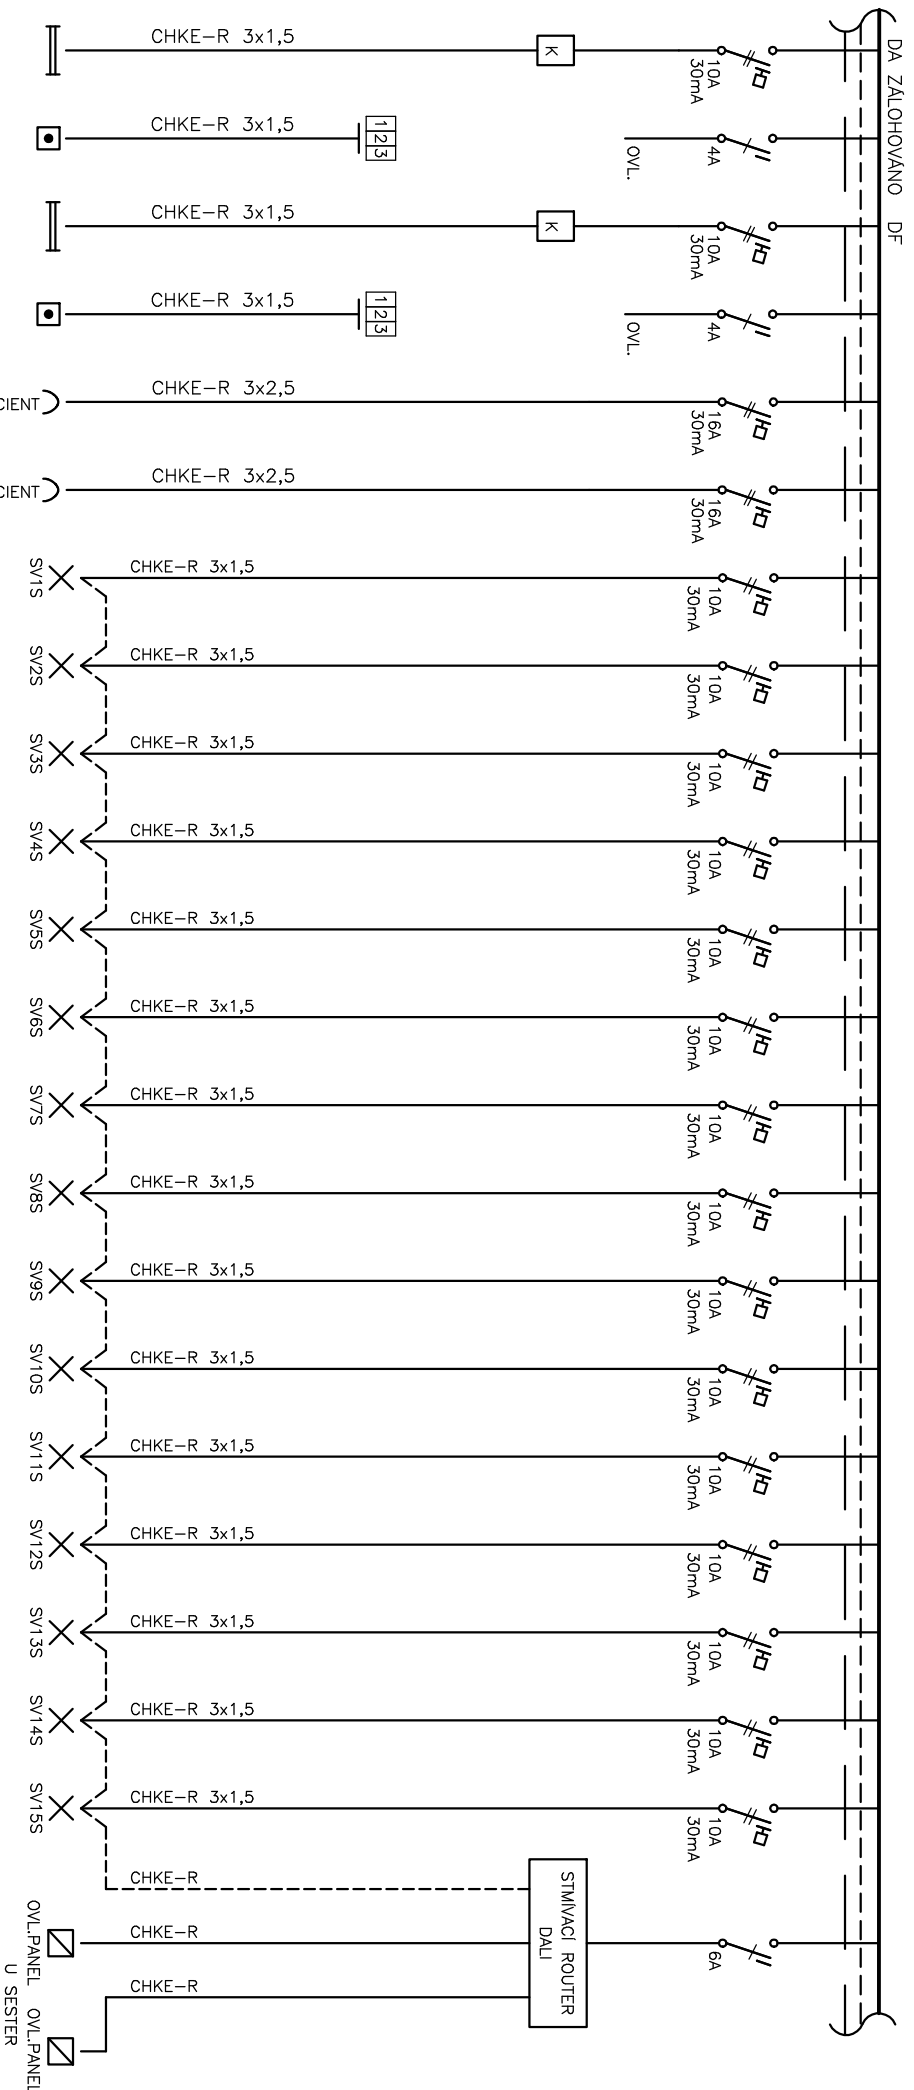 DA ZÁLOHOVÁNO DF
CHKE-R 3x1,5
K
10A
30mA
CHKE-R 3x1,5
1 2 3
OVL.
4A
CHKE-R 3x1,5
K
10A
30mA
CHKE-R 3x1,5
1 2 3
OVL.
4A
CIENT
CHKE-R 3x2,5
16A
30mA
CIENT
CHKE-R 3x2,5
16A
30mA
SV1S
CHKE-R 3x1,5
10A
30mA
SV2S
CHKE-R 3x1,5
10A
30mA
SV3S
CHKE-R 3x1,5
10A
30mA
SV4S
CHKE-R 3x1,5
10A
30mA
SV5S
CHKE-R 3x1,5
10A
30mA
SV6S
CHKE-R 3x1,5
10A
30mA
SV7S
CHKE-R 3x1,5
10A
30mA
SV8S
CHKE-R 3x1,5
10A
30mA
SV9S
CHKE-R 3x1,5
10A
30mA
SV10S
CHKE-R 3x1,5
10A
30mA
SV11S
CHKE-R 3x1,5
10A
30mA
SV12S
CHKE-R 3x1,5
10A
30mA
SV13S
CHKE-R 3x1,5
10A
30mA
SV14S
CHKE-R 3x1,5
10A
30mA
SV15S
CHKE-R 3x1,5
10A
30mA
CHKE-R
STMÍVACÍ ROUTER
DALI
6A
OVL.PANEL
CHKE-R
CHKE-R
OVL.PANEL
U SESTER